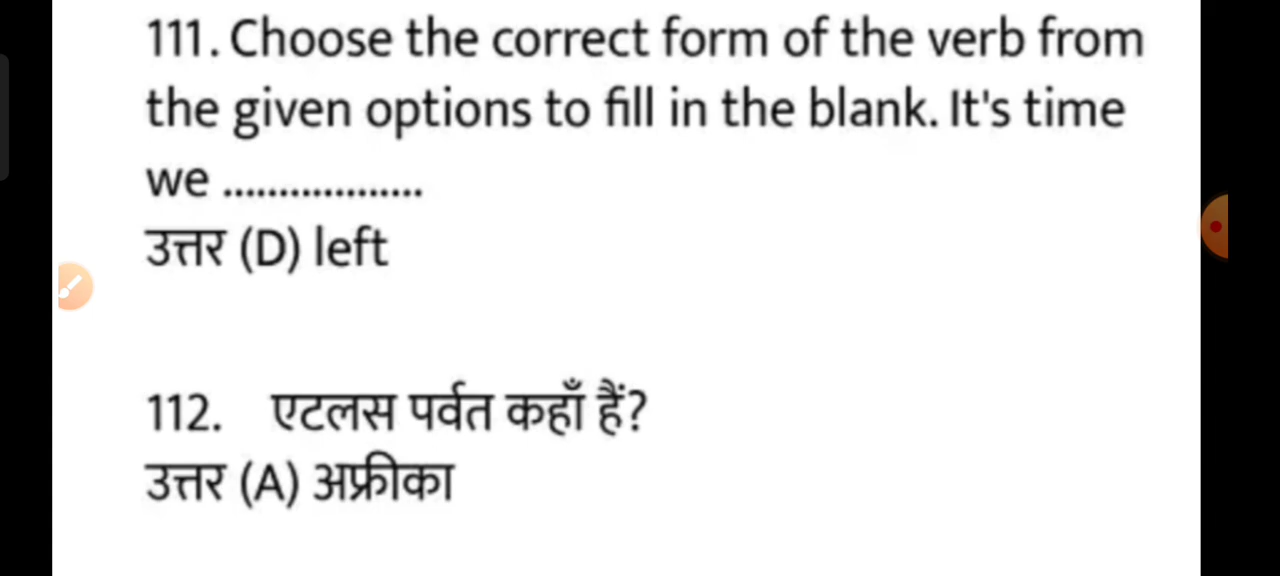 111. Choose the correct form of the verb from
the given options to fill in the blank. It's time
we ..................
उत्तर (D) left
112. एटलस पर्वत कहाँ हैं?
उत्तर (A) अफ्रीका